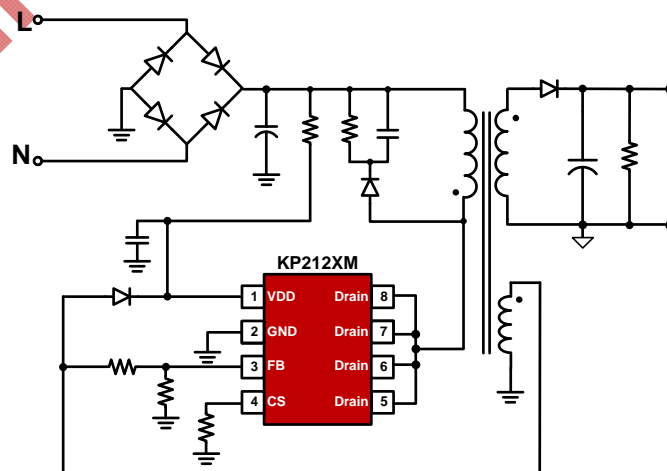 L
N
KP212XM
1 VDD Drain 8
2 GND Drain 7
3 FB Drain 6
4 CS Drain 5